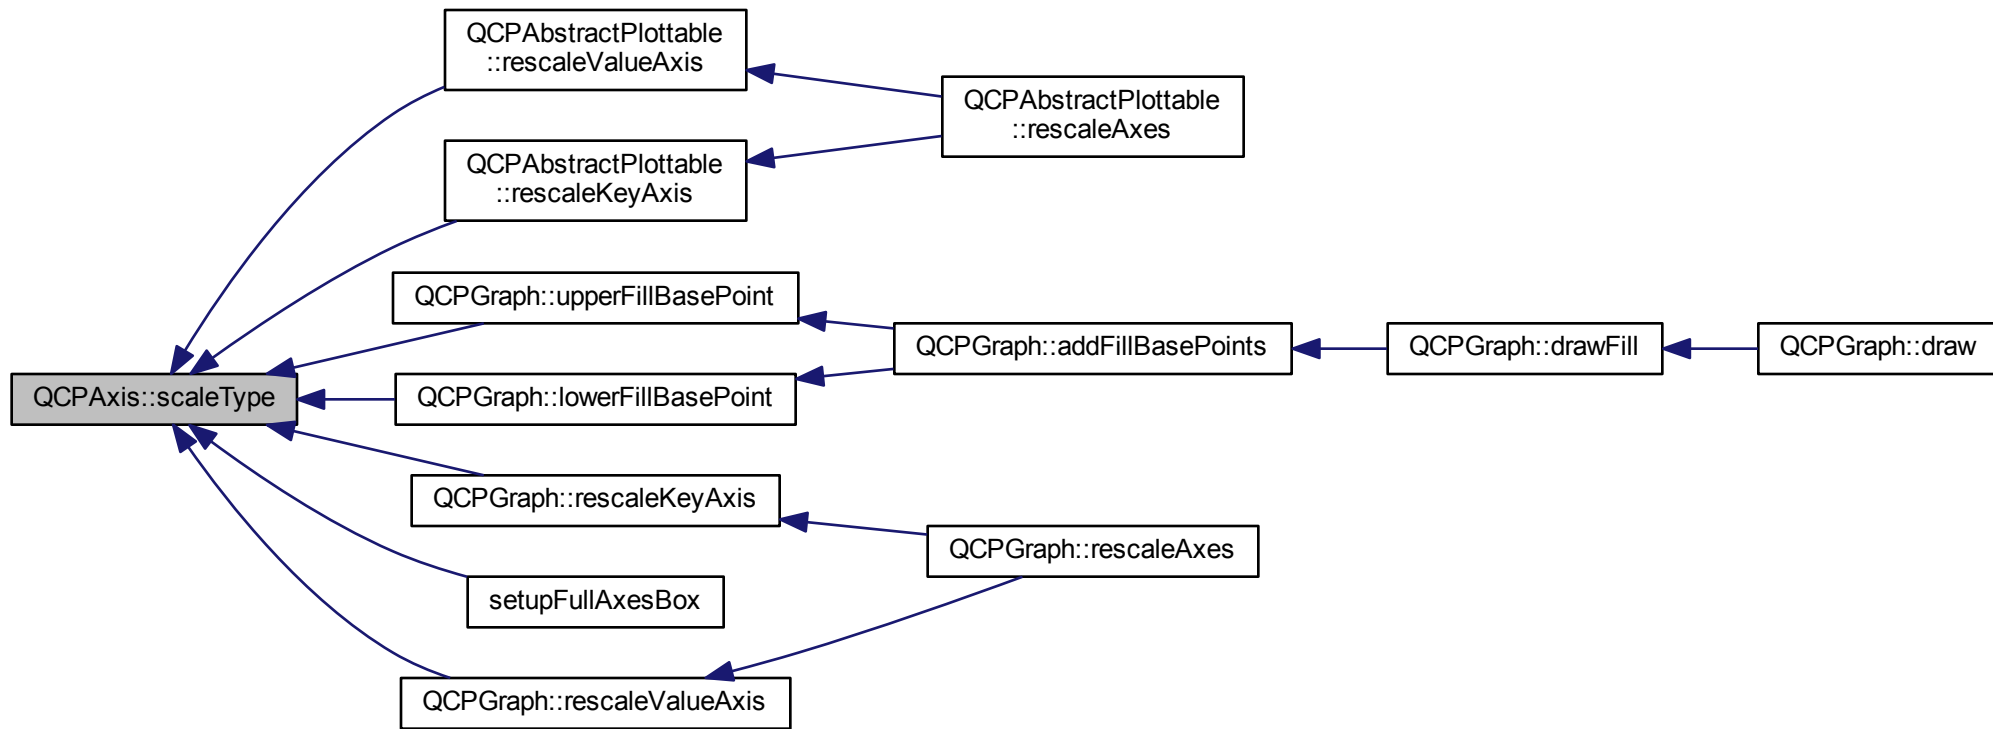 QCPAbstractPlottable
::rescaleValueAxis
QCPAbstractPlottable
::rescaleAxes
QCPAbstractPlottable
::rescaleKeyAxis
QCPGraph::upperFillBasePoint
QCPGraph::addFillBasePoints
QCPGraph::drawFill
QCPGraph::draw
QCPAxis::scaleType
QCPGraph::lowerFillBasePoint
QCPGraph::rescaleKeyAxis
QCPGraph::rescaleAxes
setupFullAxesBox
QCPGraph::rescaleValueAxis